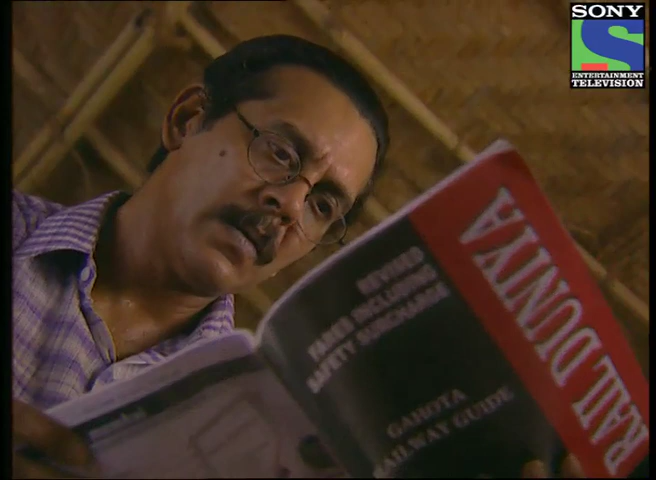 SONY
ENTERTAINMENT
TELEVISION
RAIL DUNIYA
REVISED
FARES INCLUDING
SAFETY SURCHARGE
GAHOTA
RAILWAY GUIDE